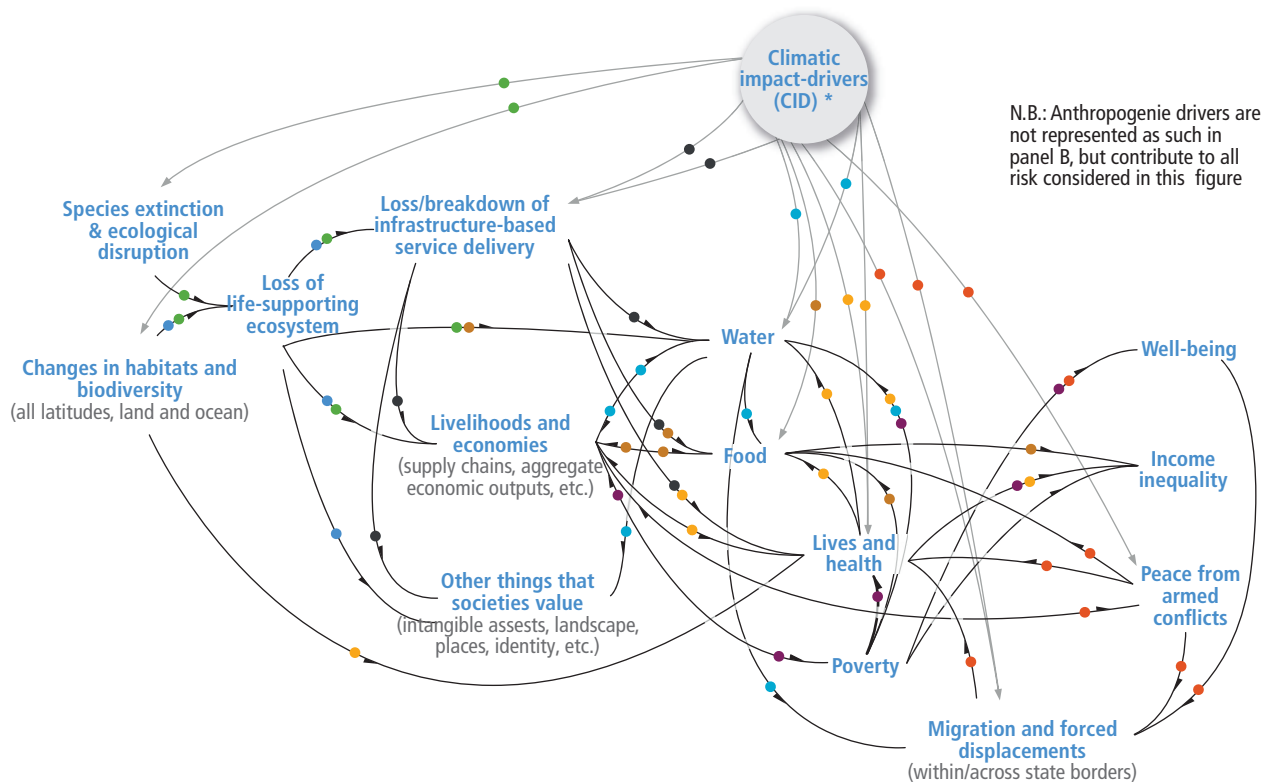 Climatic
impact-drivers
(CID) *
N.B.: Anthropogenie drivers are
not represented as such in
panel B, but contribute to all
risk considered in this figure
Species extinction
& ecological
disruption
Loss/breakdown of
infrastructure-based
service delivery
Loss of
life-supporting
ecosystem
Changes in habitats and
biodiversity
(all latitudes, land and ocean)
Water
Well-being
Livelihoods and
economies
(supply chains, aggregate
economic outputs, etc.)
Food
Income
inequality
Lives and
health
Other things that
societies value
(intangible assests, landscape,
places, identity, etc.)
Peace from
armed
conflicts
Poverty
Migration and forced
displacements
(within/across state borders)